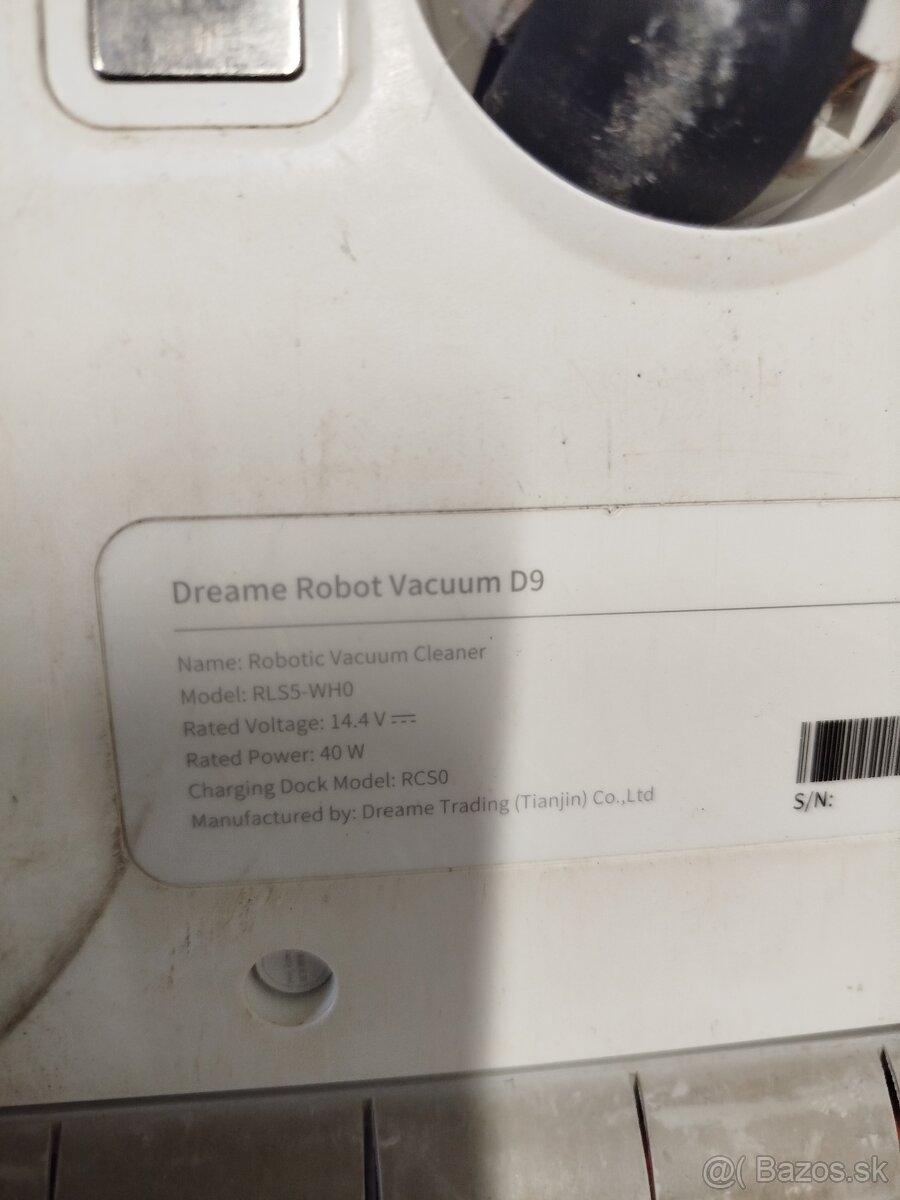 Dreame Robot Vacuum D9
Name: Robotic Vacuum Cleaner
Model: RLS5-WH0
Rated Voltage: 14.4 V ⎓
Rated Power: 40 W
Charging Dock Model: RCS0
Manufactured by: Dreame Trading (Tianjin) Co.,Ltd
S/N:
@( Bazos.sk